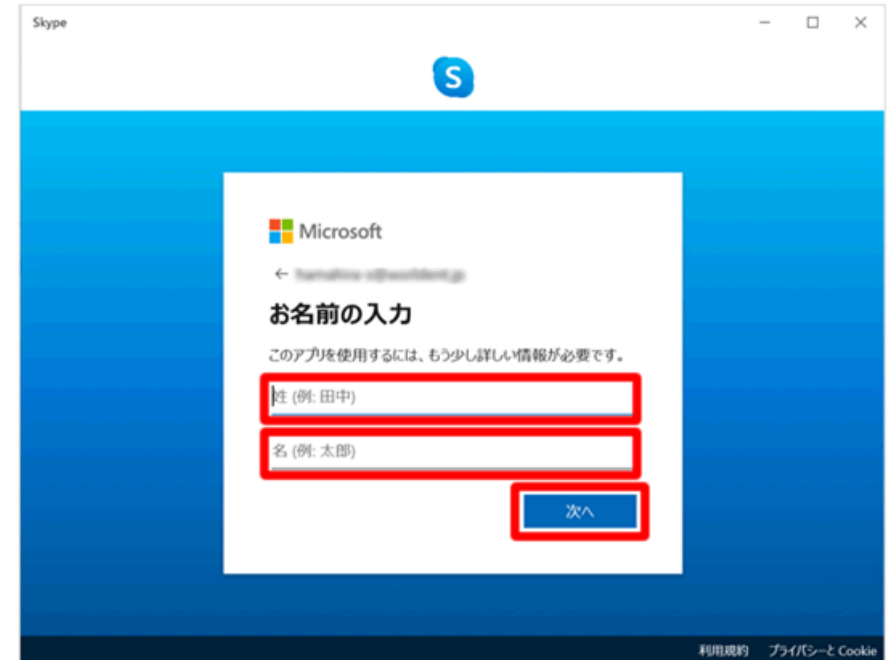 Skype
S
Microsoft
お名前の入力
このアプリを使用するには、もう少し詳しい情報が必要です。
姓 (例: 田中)
名 (例: 太郎)
次へ
利用規約 プライバシーと Cookie